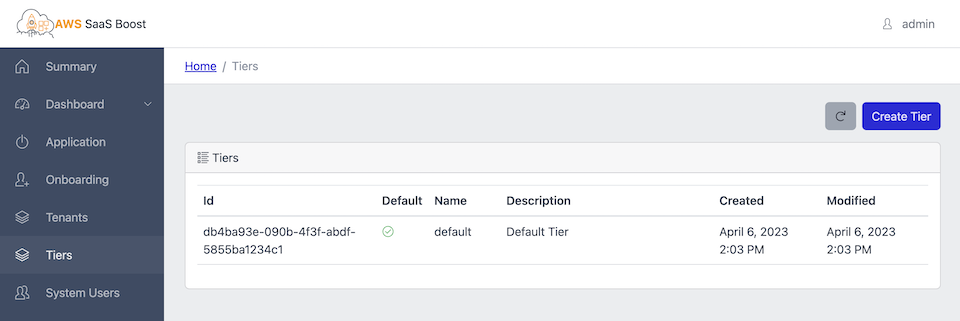 AWS SaaS Boost
admin
Summary
Dashboard
Application
Onboarding
Tenants
Tiers
System Users
Home / Tiers
Create Tier
Tiers
Id Default Name Description Created Modified
db4ba93e-090b-4f3f-abdf- default Default Tier April 6, 2023 April 6, 2023
5855ba1234c1 2:03 PM 2:03 PM